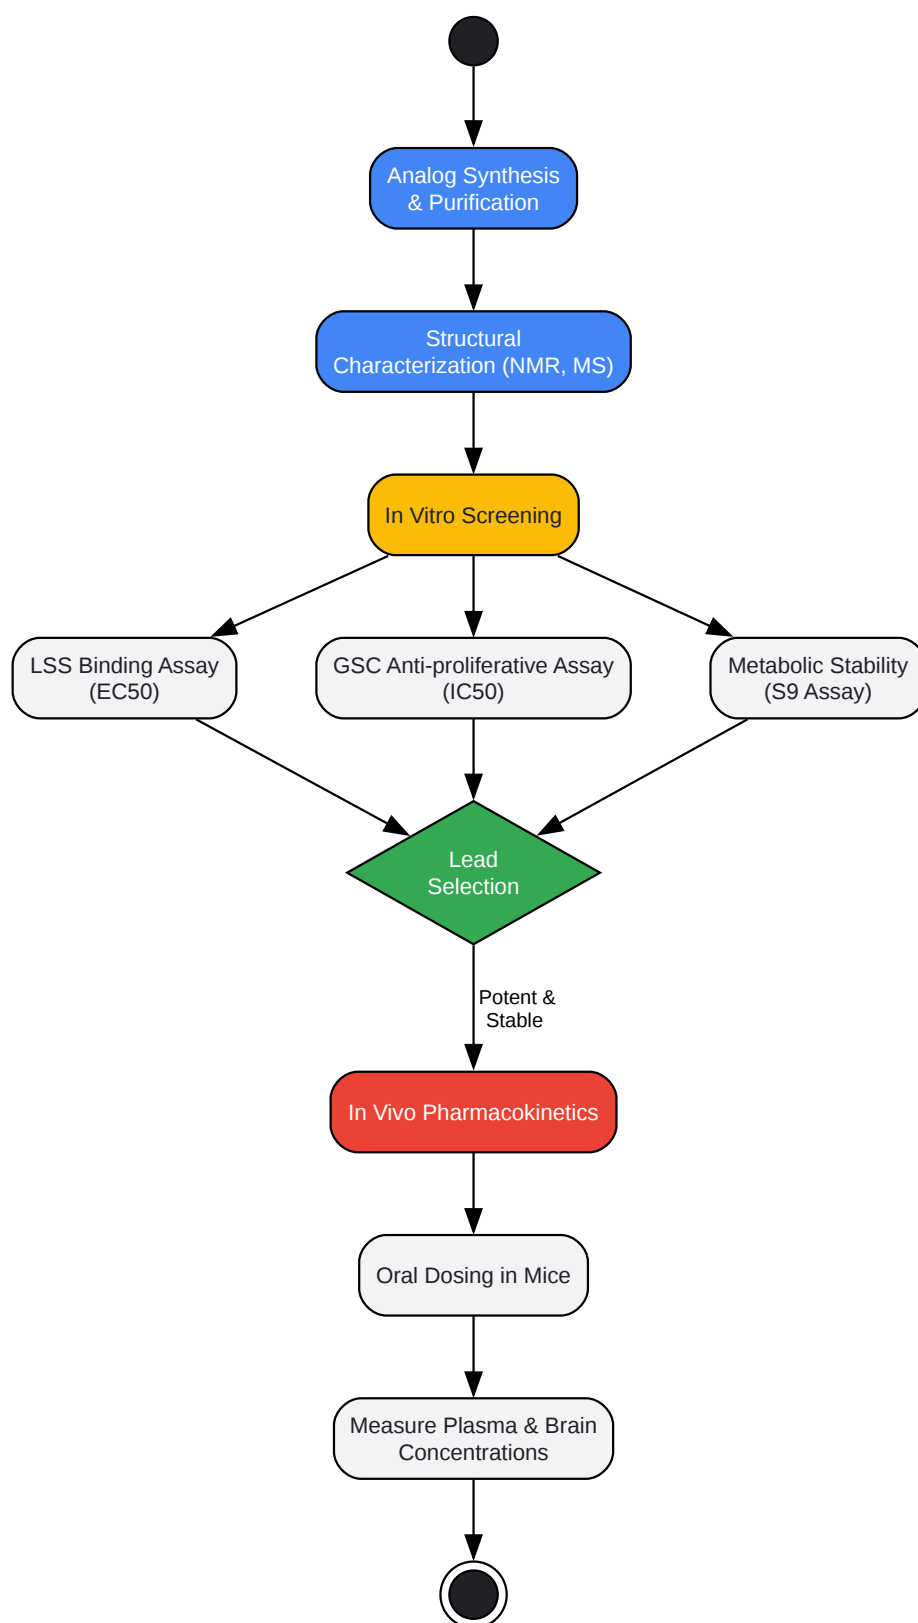 Analog Synthesis
& Purification
Structural
Characterization (NMR, MS)
In Vitro Screening
LSS Binding Assay
(EC50)
GSC Anti-proliferative Assay
(IC50)
Metabolic Stability
(S9 Assay)
Lead
Selection
Potent &
Stable
In Vivo Pharmacokinetics
Oral Dosing in Mice
Measure Plasma & Brain
Concentrations